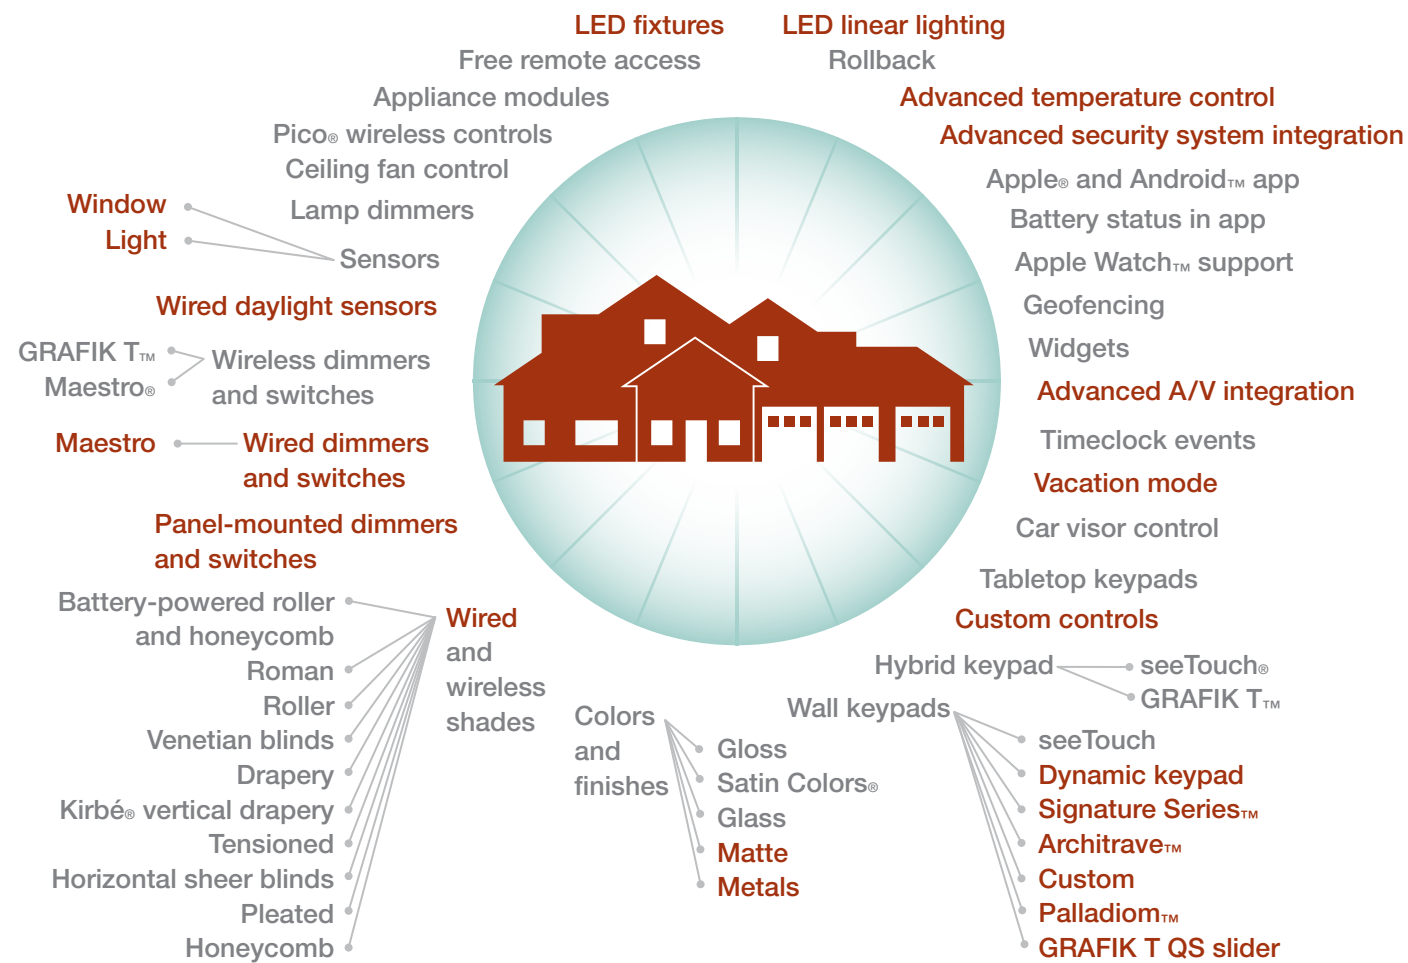 LED fixtures
LED linear lighting
Free remote access
Rollback
Appliance modules
Advanced temperature control
Pico® wireless controls
Advanced security system integration
Ceiling fan control
Apple® and Android™ app
Lamp dimmers
Battery status in app
Window
Light
Sensors
Apple Watch™ support
Wired daylight sensors
Geofencing
GRAFIK T™
Maestro®
Wireless dimmers
and switches
Widgets
Advanced A/V integration
Maestro
Wired dimmers
and switches
Timeclock events
Vacation mode
Panel-mounted dimmers
and switches
Car visor control
Tabletop keypads
Custom controls
Battery-powered roller
and honeycomb
Roman
Roller
Venetian blinds
Drapery
Kirbé® vertical drapery
Tensioned
Horizontal sheer blinds
Pleated
Honeycomb
Wired
and
wireless
shades
Colors
and
finishes
Gloss
Satin Colors®
Glass
Matte
Metals
Hybrid keypad
seeTouch®
GRAFIK T™
Wall keypads
seeTouch
Dynamic keypad
Signature Series™
Architrave™
Custom
Palladiom™
GRAFIK T QS slider